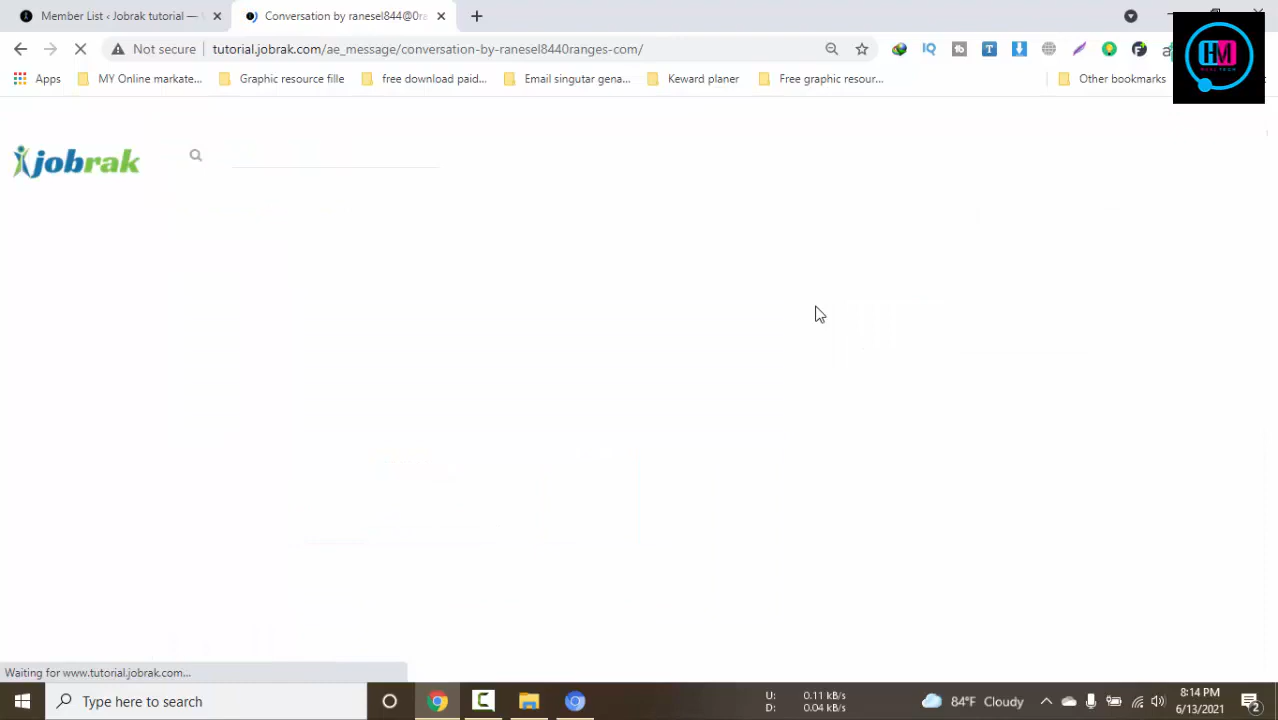 Member List ‹ Jobrak tutorial —
Conversation by ranesel844@0ra
Not secure
tutorial.jobrak.com/ae_message/conversation-by-ranesel8440ranges-com/
Apps
MY Online markate...
Graphic resource fille
free download paid...
Email singutar gena...
Keward planer
Free graphic resour...
Other bookmarks
HM
jobrak
Waiting for www.tutorial.jobrak.com...
Type here to search
U: 0.11 kB/s
D: 0.04 kB/s
84°F Cloudy
8:14 PM
6/13/2021
2